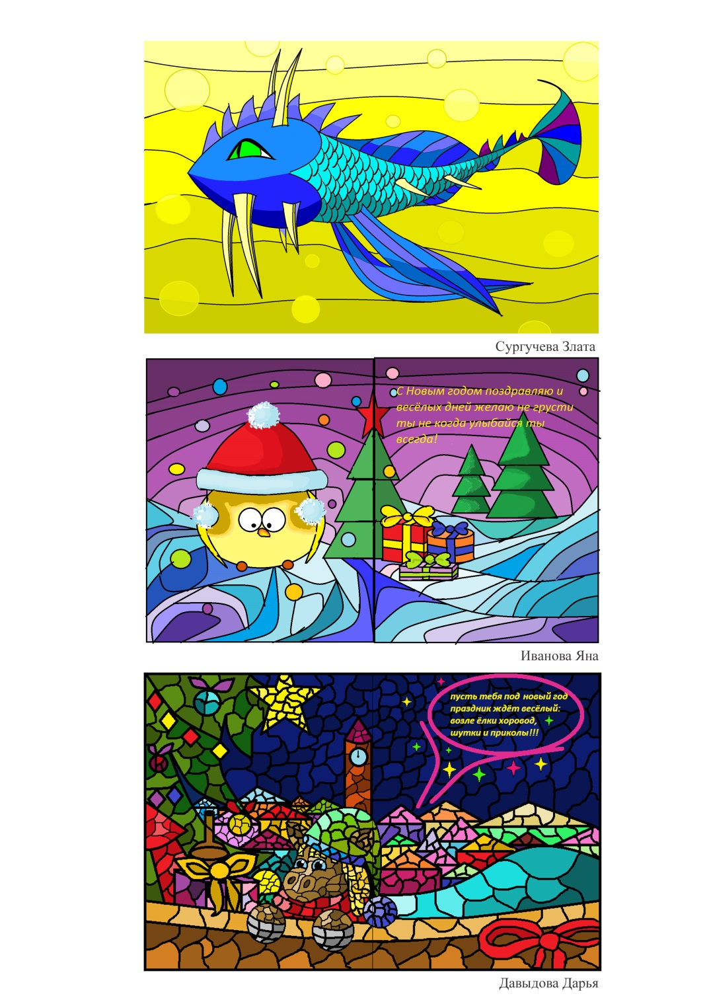 Сургучева Злата
С Новым годом поздравляю и
весёлых дней желаю не грусти
ты не когда улыбайся ты
всегда!
Иванова Яна
пусть тебя под новый год
праздник ждёт весёлый:
возле ёлки хоровод,
шутки и приколы!!!
Давыдова Дарья